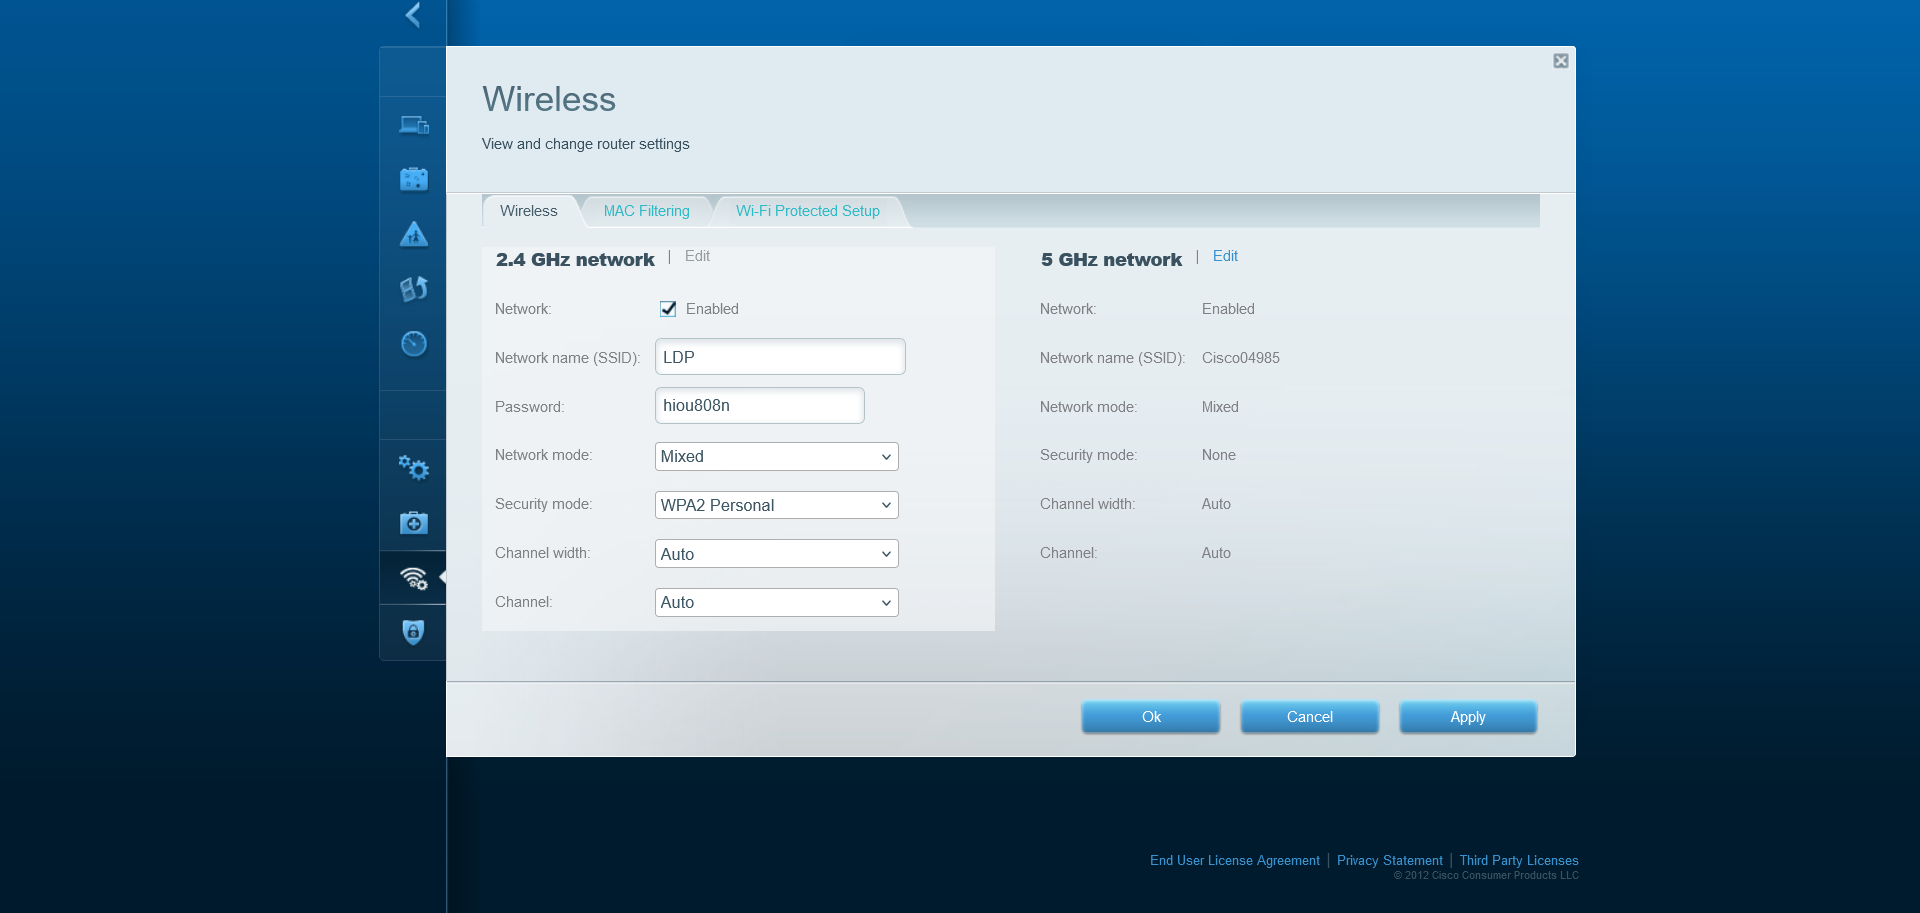 Wireless
View and change router settings
Wireless MAC Filtering Wi-Fi Protected Setup
2.4 GHz network | Edit
Network: Enabled
Network name (SSID): LDP
Password: hiou808n
Network mode: Mixed
Security mode: WPA2 Personal
Channel width: Auto
Channel: Auto
5 GHz network | Edit
Network: Enabled
Network name (SSID): Cisco04985
Network mode: Mixed
Security mode: None
Channel width: Auto
Channel: Auto
Ok Cancel Apply
End User License Agreement | Privacy Statement | Third Party Licenses
© 2012 Cisco Consumer Products LLC